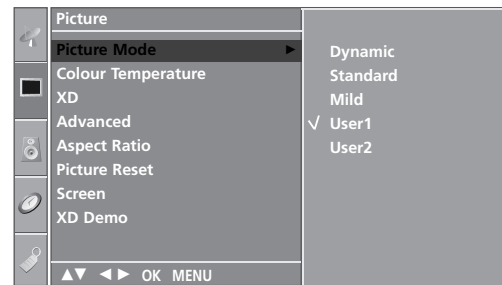 Picture
Picture Mode ►
Colour Temperature
XD
Advanced
Aspect Ratio
Picture Reset
Screen
XD Demo
▲▼ ◄► OK MENU
Dynamic
Standard
Mild
√ User1
User2